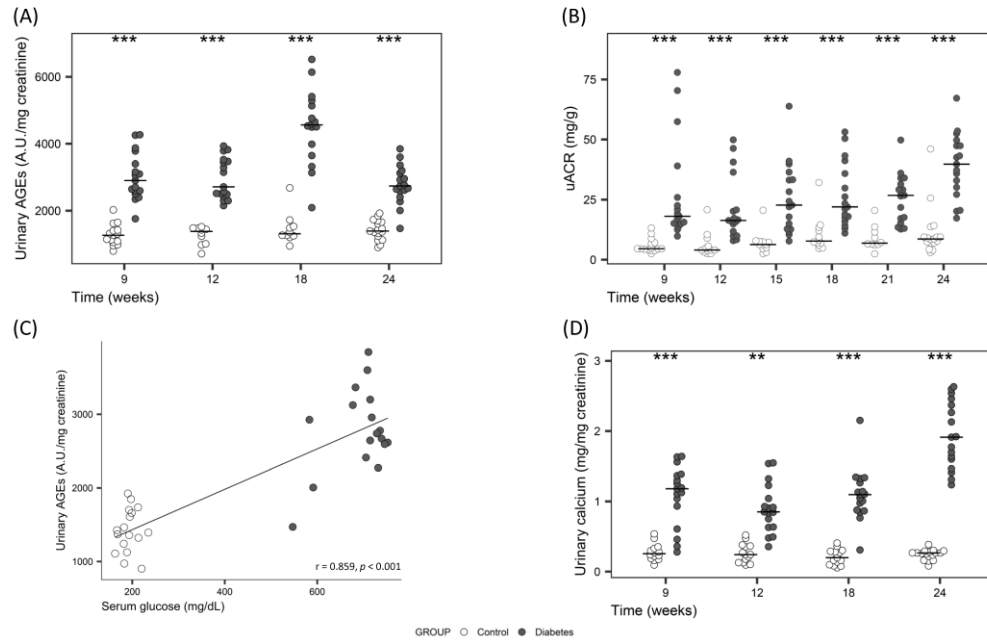 (A)
*** *** *** ***
Urinary AGEs (A.U./mg creatinine)
6000
4000
2000
9 12 18 24
Time (weeks)
(B)
*** *** *** *** *** ***
uACR (mg/g)
75
50
25
0
9 12 15 18 21 24
Time (weeks)
(C)
Urinary AGEs (A.U./mg creatinine)
4000
3000
2000
1000
r = 0.859, p < 0.001
200 400 600
Serum glucose (mg/dL)
(D)
*** ** *** ***
Urinary calcium (mg/mg creatinine)
3
2
1
0
9 12 18 24
Time (weeks)
GROUP Control Diabetes